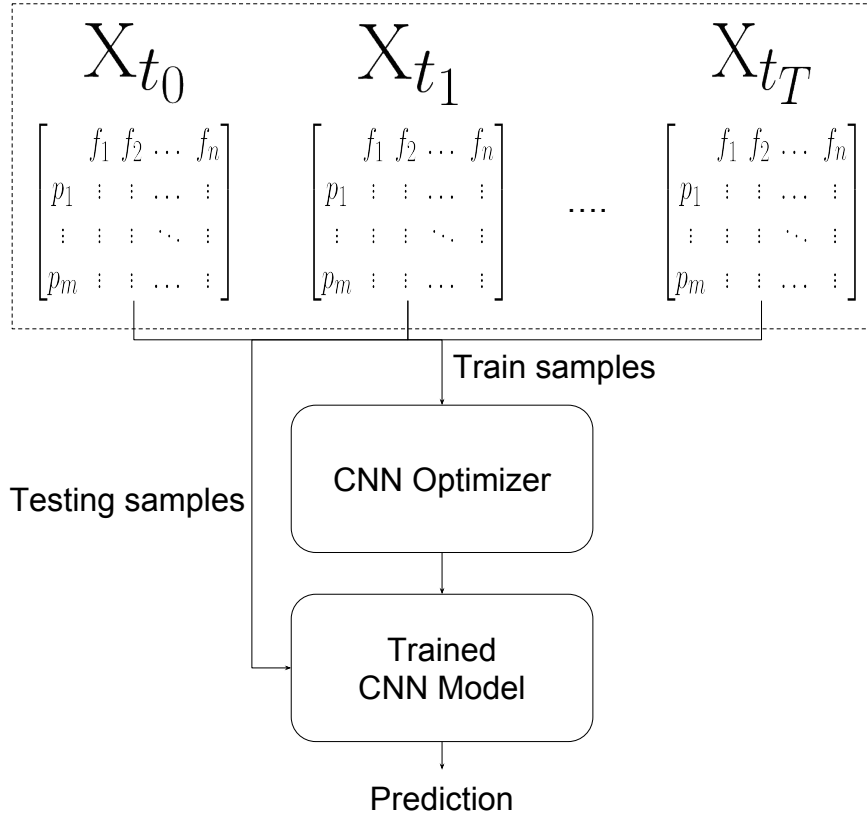 X_{t_0} X_{t_1} X_{t_T}
f_1 f_2 … f_n f_1 f_2 … f_n f_1 f_2 … f_n
p_1 ⋮ ⋮ … ⋮ p_1 ⋮ ⋮ … ⋮ .... p_1 ⋮ ⋮ … ⋮
⋮ ⋮ ⋮ ⋱ ⋮ ⋮ ⋮ ⋮ ⋱ ⋮ ⋮ ⋮ ⋮ ⋱ ⋮
p_m ⋮ ⋮ … ⋮ p_m ⋮ ⋮ … ⋮ p_m ⋮ ⋮ … ⋮
Train samples
CNN Optimizer
Testing samples
Trained
CNN Model
Prediction